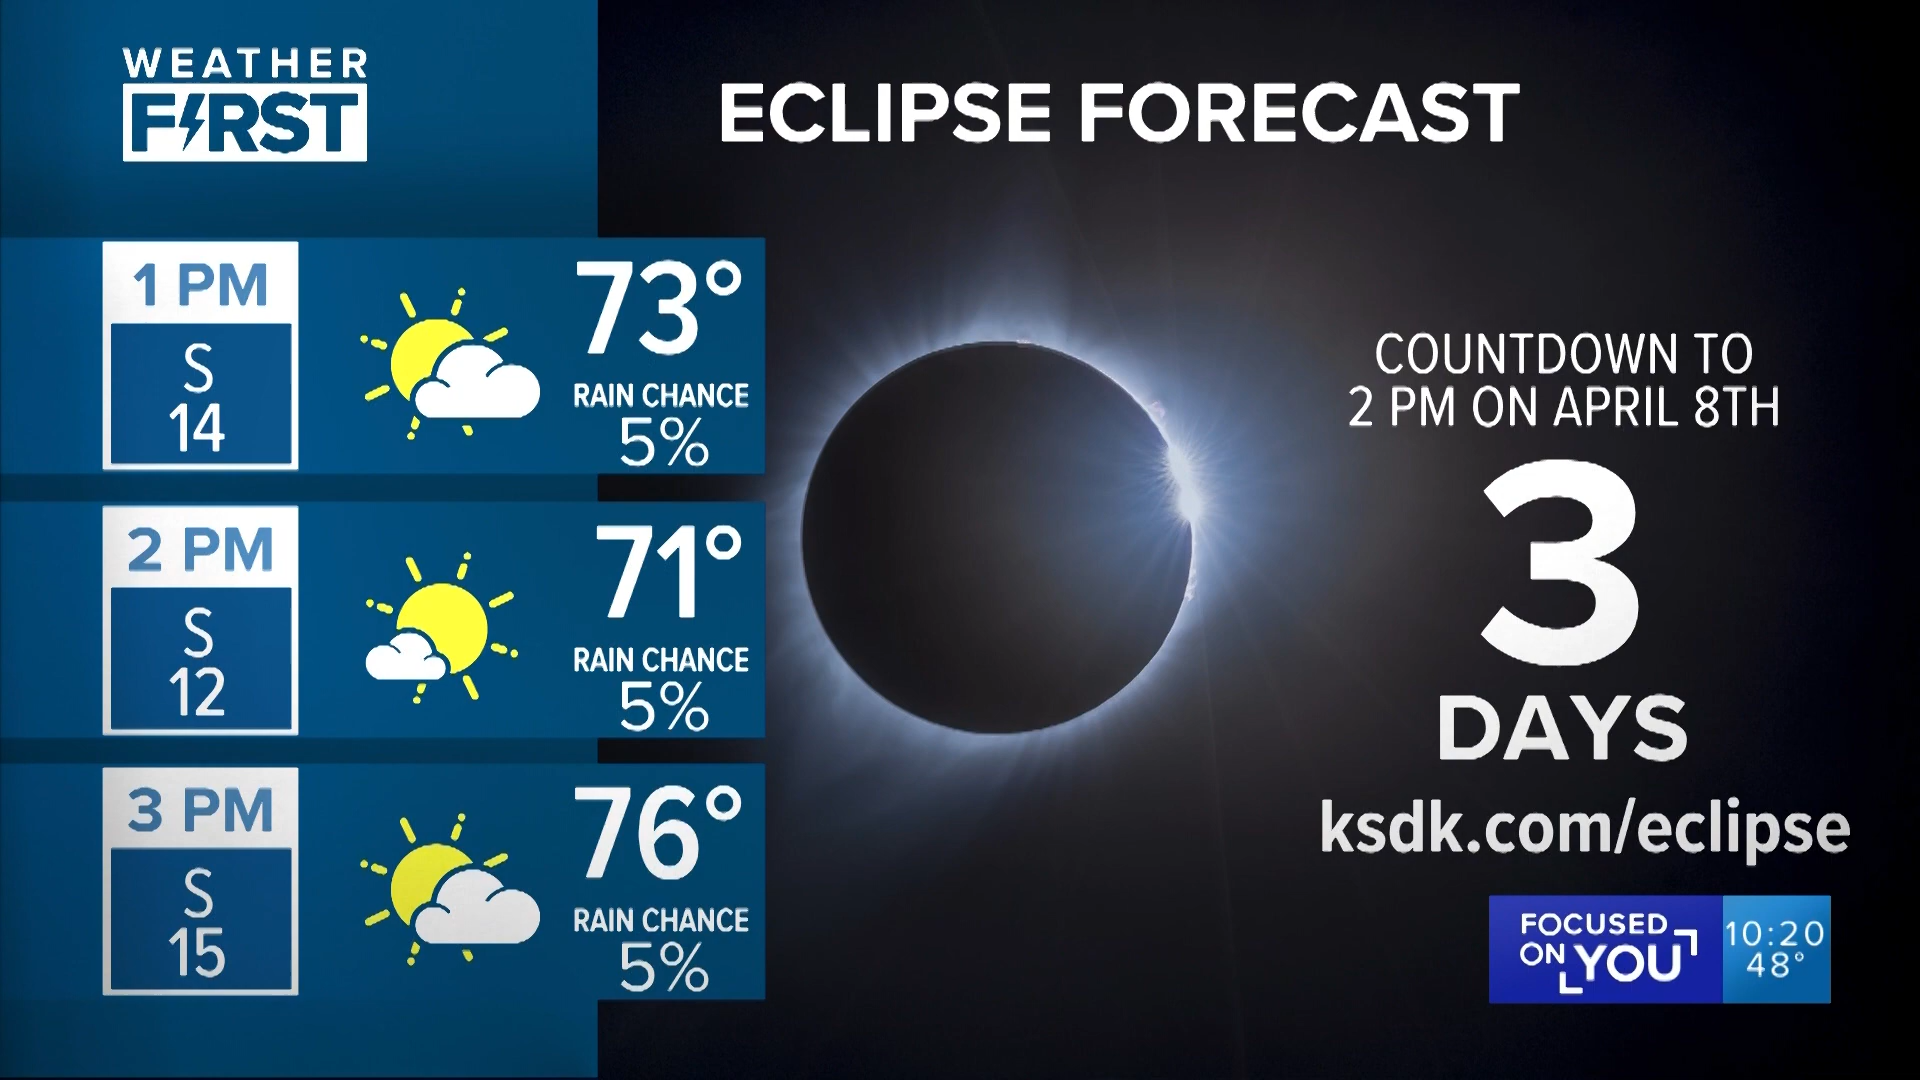 WEATHER
FIRST
ECLIPSE FORECAST
1 PM
S
14
73°
RAIN CHANCE
5%
2 PM
S
12
71°
RAIN CHANCE
5%
3 PM
S
15
76°
RAIN CHANCE
5%
COUNTDOWN TO
2 PM ON APRIL 8TH
3
DAYS
ksdk.com/eclipse
FOCUSED
ON YOU
10:20
48°